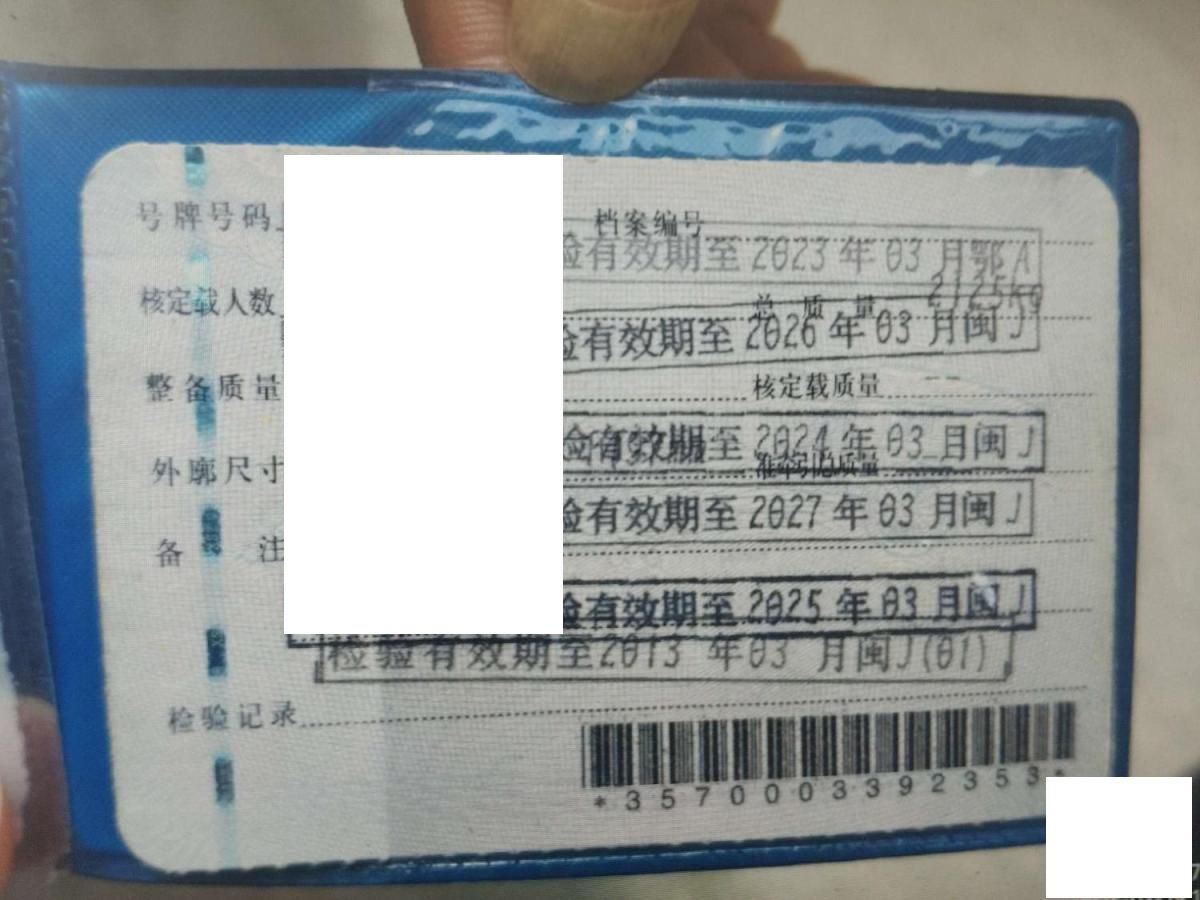 号牌号码 档案编号
验有效期至2023年03月鄂A
核定载人数 总质量 2125kg
验有效期至2026年03月闽J
整备质量 核定载质量
验有效期至2024年03月闽J
外廓尺寸 准牵引总质量
验有效期至2027年03月闽J
备注
验有效期至2025年03月闽J
检验有效期至2013年03月闽J(01)
检验记录
*3570003392353*